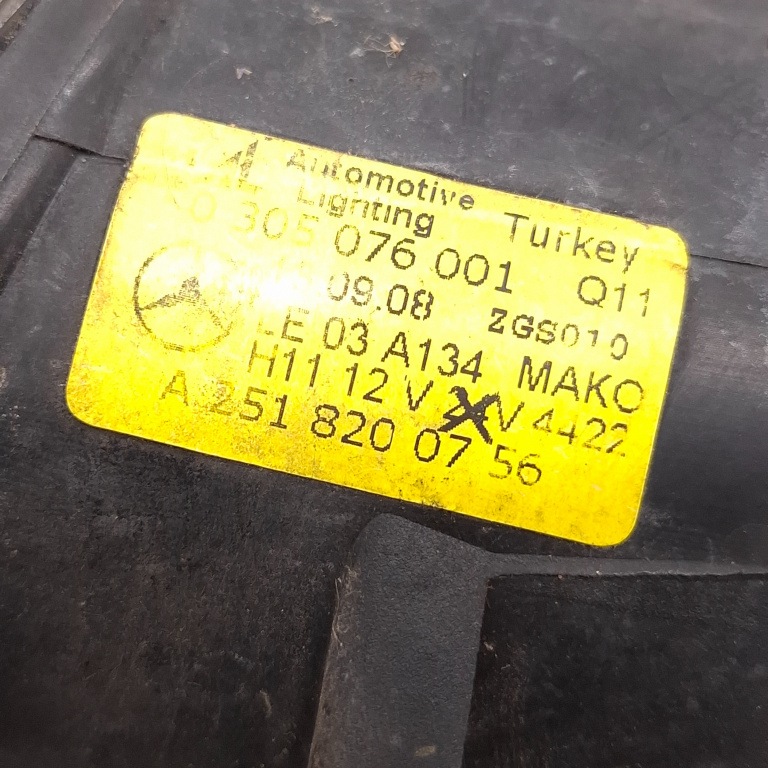 AL Automotive
Lighting Turkey
0 305 076 001 Q11
09.08 ZGS010
LE 03 A134 MAKO
H11 12 V 24V 4422
A 251 820 07 56